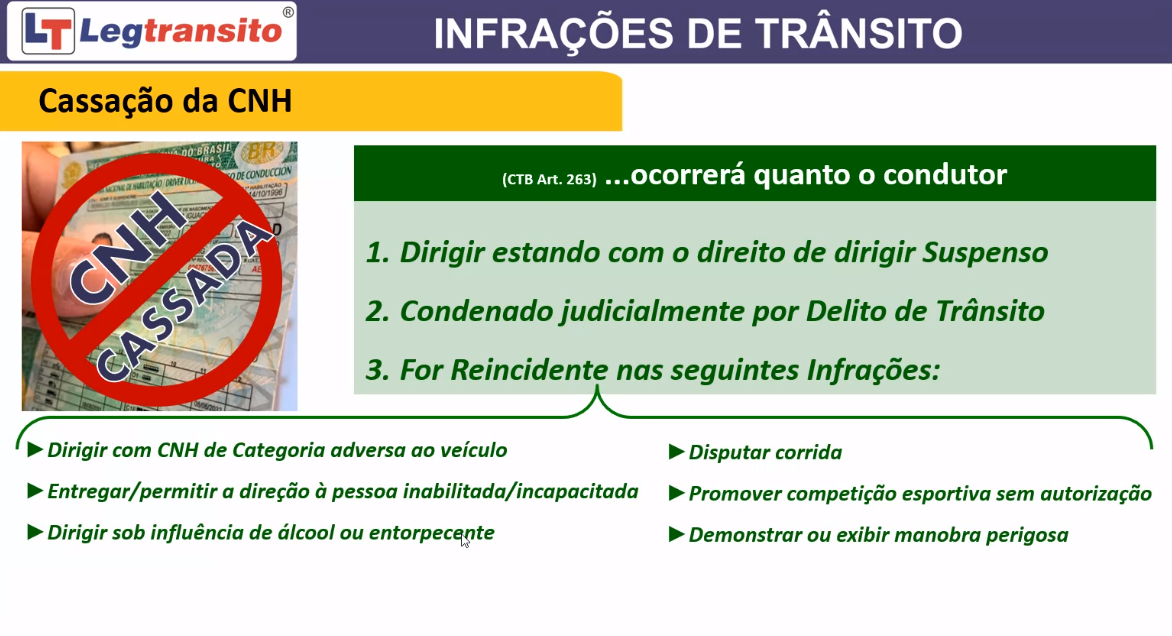 LT Legtransito®
INFRAÇÕES DE TRÂNSITO
Cassação da CNH
CNH
CASSADA
BR
(CTB Art. 263) ...ocorrerá quanto o condutor
1. Dirigir estando com o direito de dirigir Suspenso
2. Condenado judicialmente por Delito de Trânsito
3. For Reincidente nas seguintes Infrações:
►Dirigir com CNH de Categoria adversa ao veículo
►Entregar/permitir a direção à pessoa inabilitada/incapacitada
►Dirigir sob influência de álcool ou entorpecente
►Disputar corrida
►Promover competição esportiva sem autorização
►Demonstrar ou exibir manobra perigosa